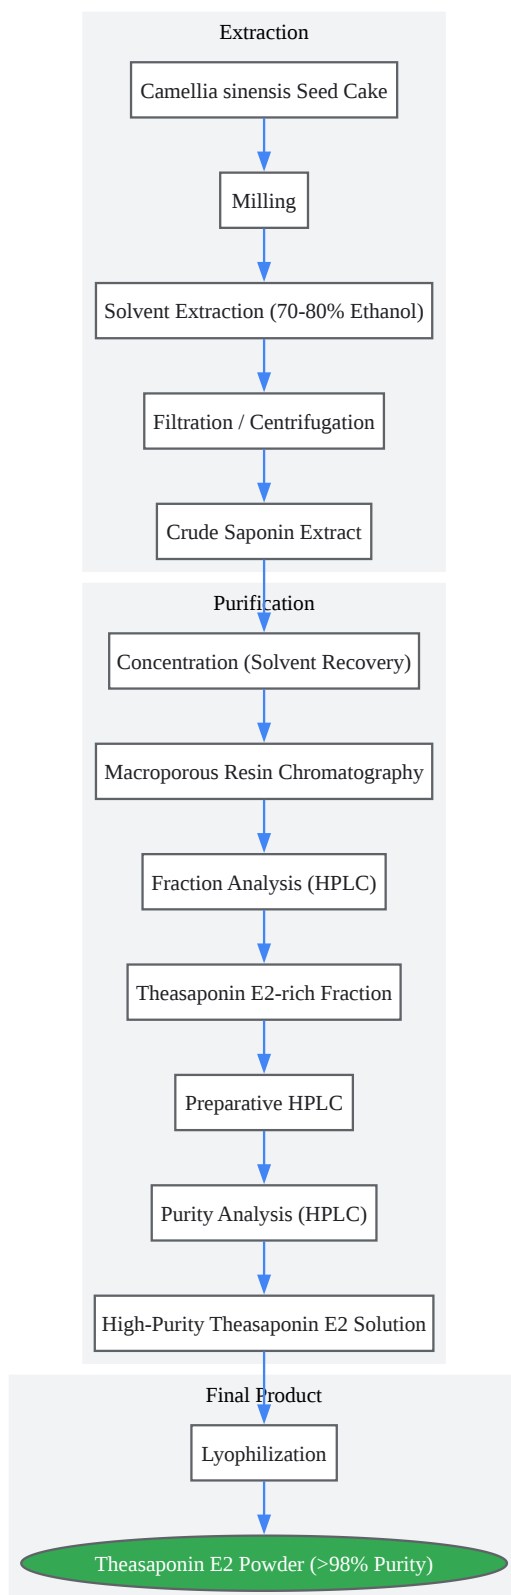 Extraction
Camellia sinensis Seed Cake
Milling
Solvent Extraction (70-80% Ethanol)
Filtration / Centrifugation
Crude Saponin Extract
Purification
Concentration (Solvent Recovery)
Macroporous Resin Chromatography
Fraction Analysis (HPLC)
Theasaponin E2-rich Fraction
Preparative HPLC
Purity Analysis (HPLC)
High-Purity Theasaponin E2 Solution
Final Product
Lyophilization
Theasaponin E2 Powder (>98% Purity)